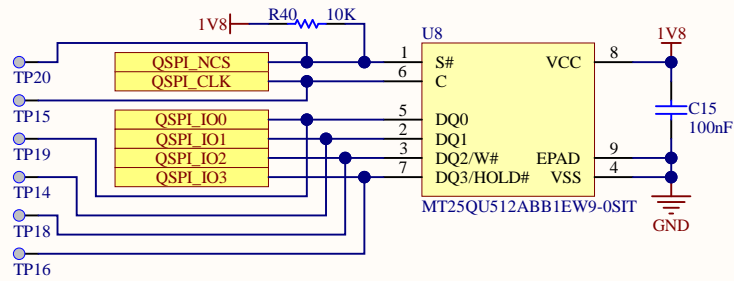 1V8 R40 10K U8 1V8
TP20 QSPI_NCS 1 S# VCC 8
QSPI_CLK 6 C
TP15 C15
TP19 QSPI_IO0 5 DQ0 100nF
QSPI_IO1 2 DQ1
TP14 QSPI_IO2 3 DQ2/W# EPAD 9
QSPI_IO3 7 DQ3/HOLD# VSS 4
TP18 MT25QU512ABB1EW9-0SIT GND
TP16